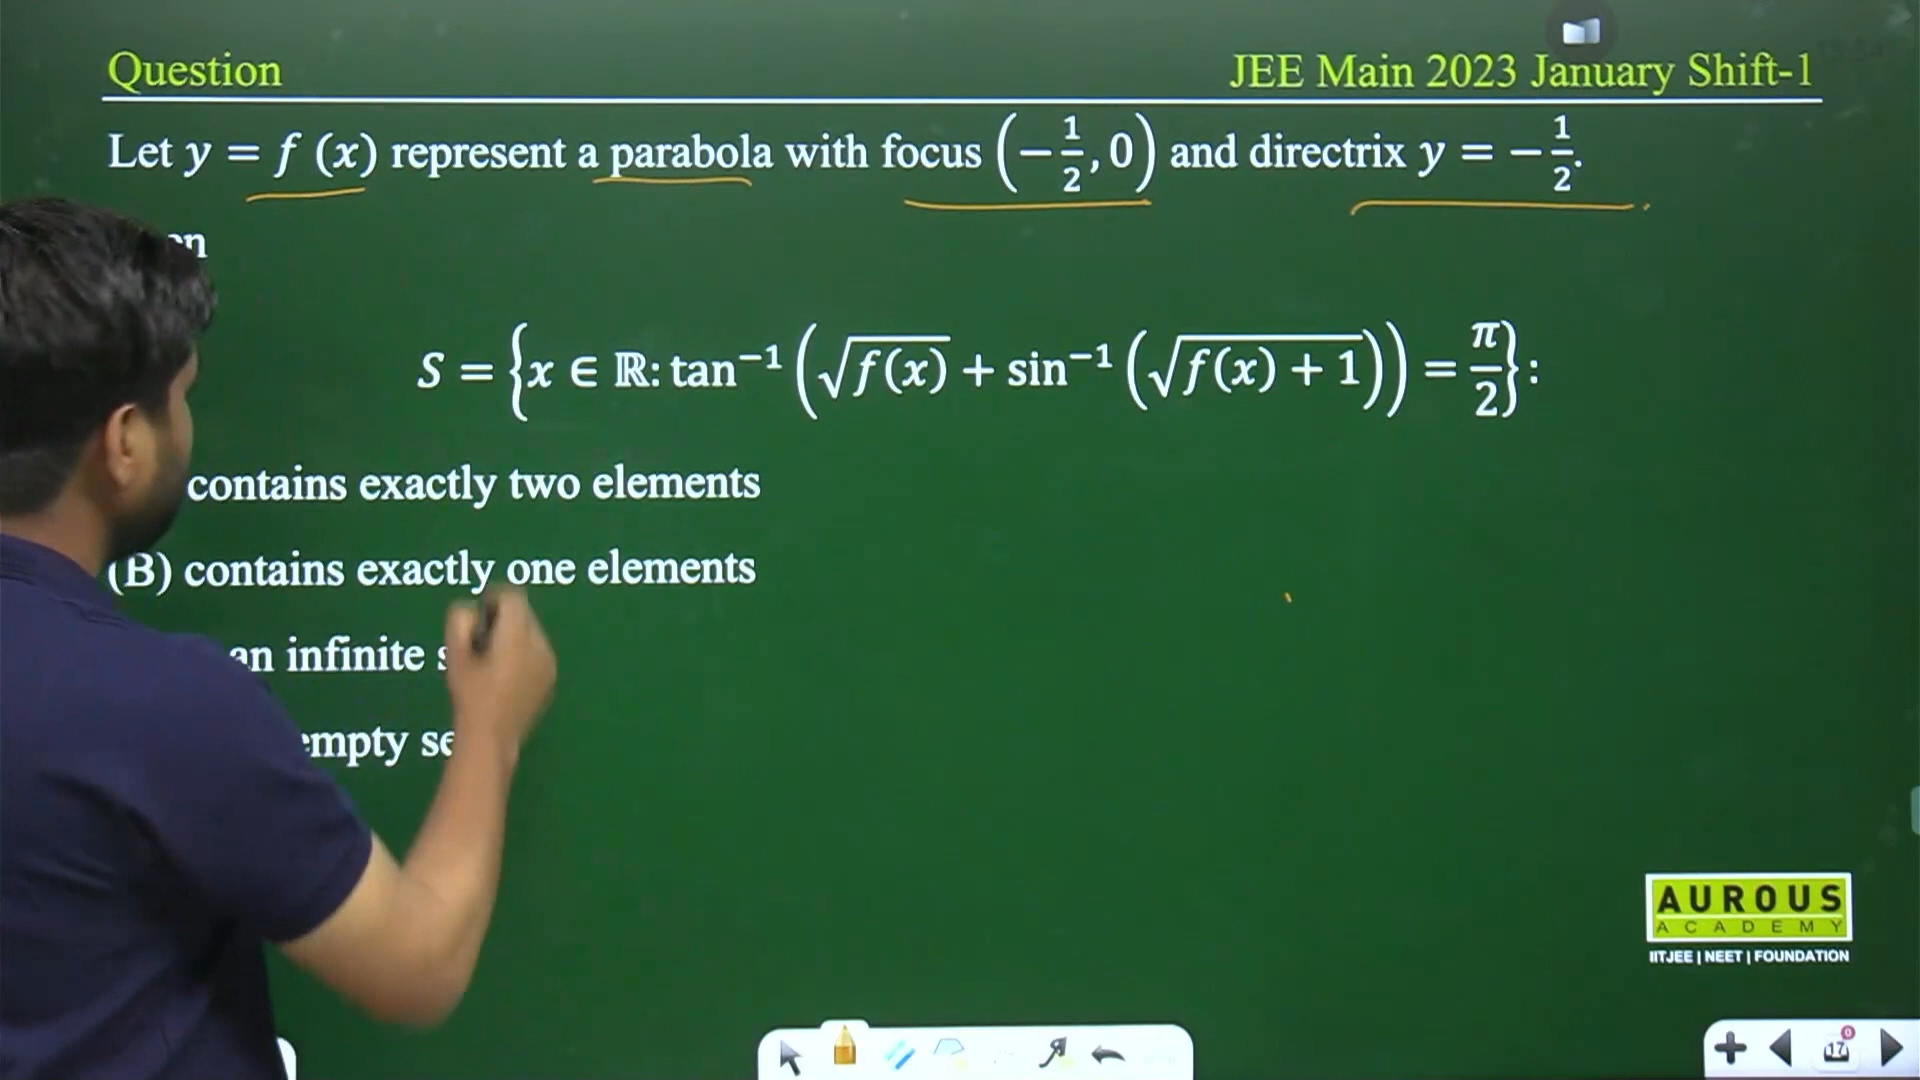 Question
JEE Main 2023 January Shift-1
Let y = f (x) represent a parabola with focus (−1/2, 0) and directrix y = −1/2.
S = {x ∈ ℝ: tan⁻¹ (√f(x) + sin⁻¹ (√f(x) + 1)) = π/2}:
contains exactly two elements
(B) contains exactly one elements
an infinite
AUROUS
ACADEMY
IITJEE | NEET | FOUNDATION
17
0